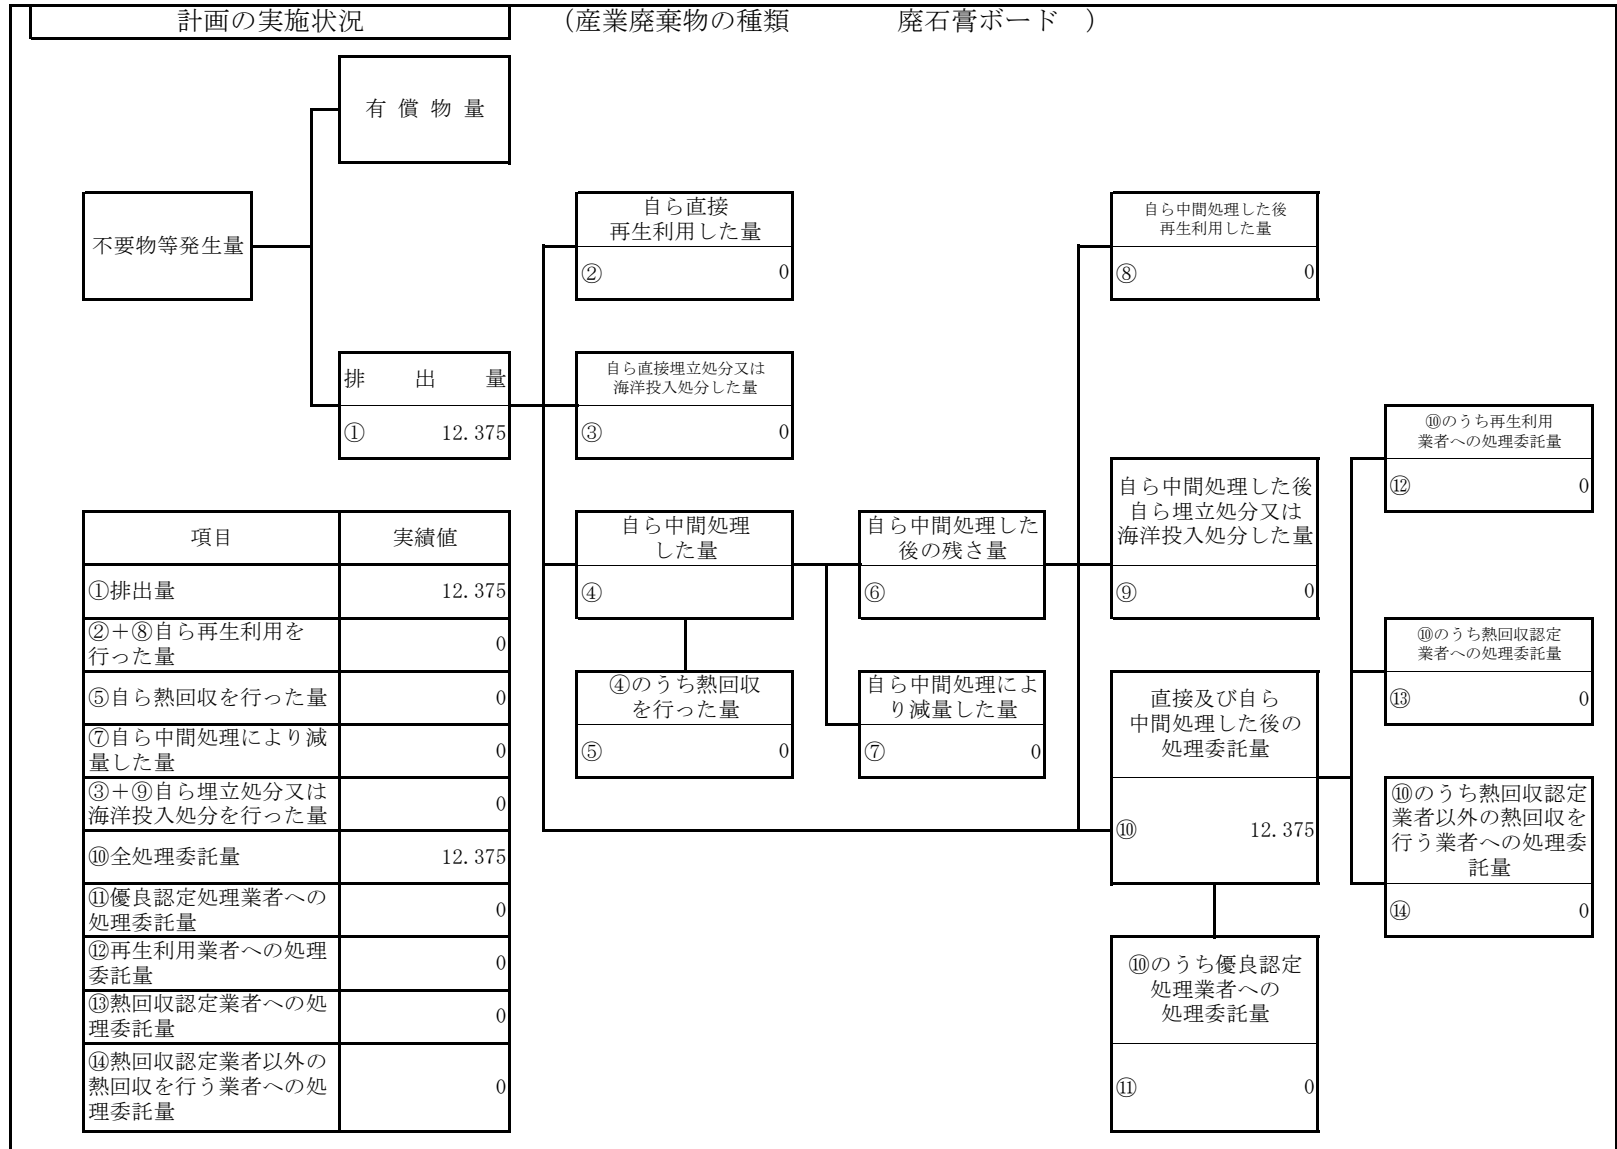 計画の実施状況　(産業廃棄物の種類　廃石膏ボード　)
有償物量
不要物等発生量
排出量
① 12.375
自ら直接
再生利用した量
② 0
自ら直接埋立処分又は
海洋投入処分した量
③ 0
自ら中間処理
した量
④
④のうち熱回収
を行った量
⑤ 0
自ら中間処理した
後の残さ量
⑥
自ら中間処理によ
り減量した量
⑦ 0
自ら中間処理した後
再生利用した量
⑧ 0
自ら中間処理した後
自ら埋立処分又は
海洋投入処分した量
⑨ 0
直接及び自ら
中間処理した後の
処理委託量
⑩ 12.375
⑩のうち優良認定
処理業者への
処理委託量
⑪ 0
⑩のうち再生利用
業者への処理委託量
⑫ 0
⑩のうち熱回収認定
業者への処理委託量
⑬ 0
⑩のうち熱回収認定
業者以外の熱回収を
行う業者への処理委
託量
⑭ 0
項目 実績値
①排出量 12.375
②＋⑧自ら再生利用を
行った量 0
⑤自ら熱回収を行った量 0
⑦自ら中間処理により減
量した量 0
③＋⑨自ら埋立処分又は
海洋投入処分を行った量 0
⑩全処理委託量 12.375
⑪優良認定処理業者への
処理委託量 0
⑫再生利用業者への処理
委託量 0
⑬熱回収認定業者への処
理委託量 0
⑭熱回収認定業者以外の
熱回収を行う業者への処
理委託量 0